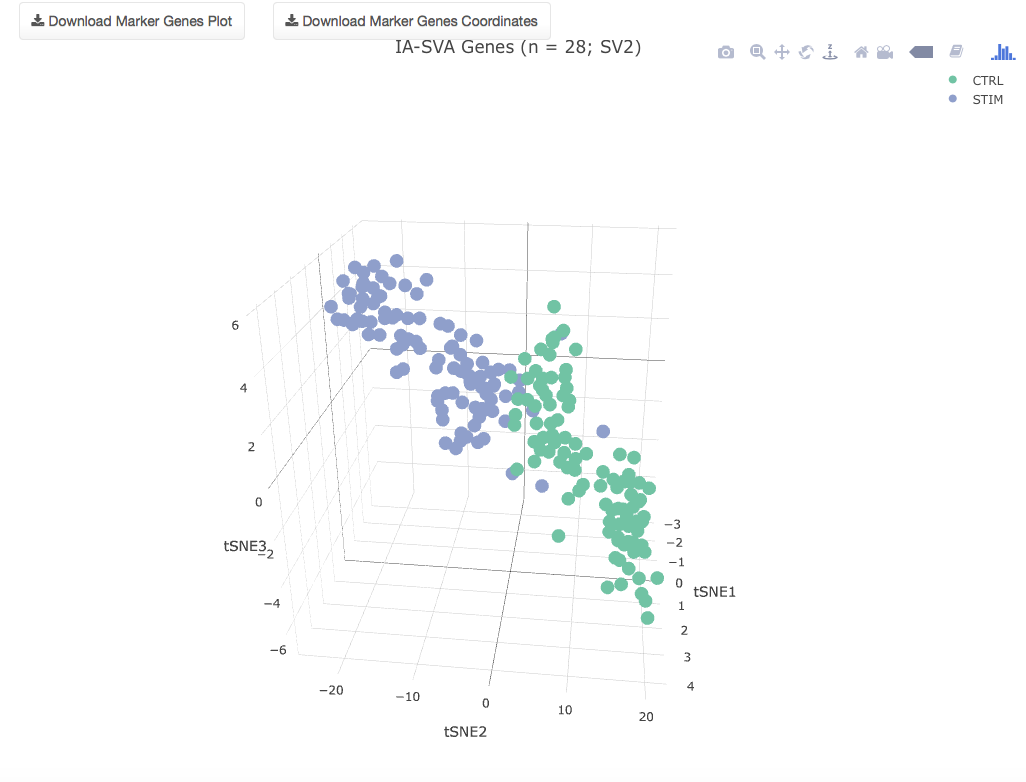 Download Marker Genes Plot
Download Marker Genes Coordinates
IA-SVA Genes (n = 28; SV2)
CTRL
STIM
6
4
2
0
−2
−4
−6
tSNE3
−20
−10
0
10
20
tSNE2
−3
−2
−1
0
1
2
3
4
tSNE1